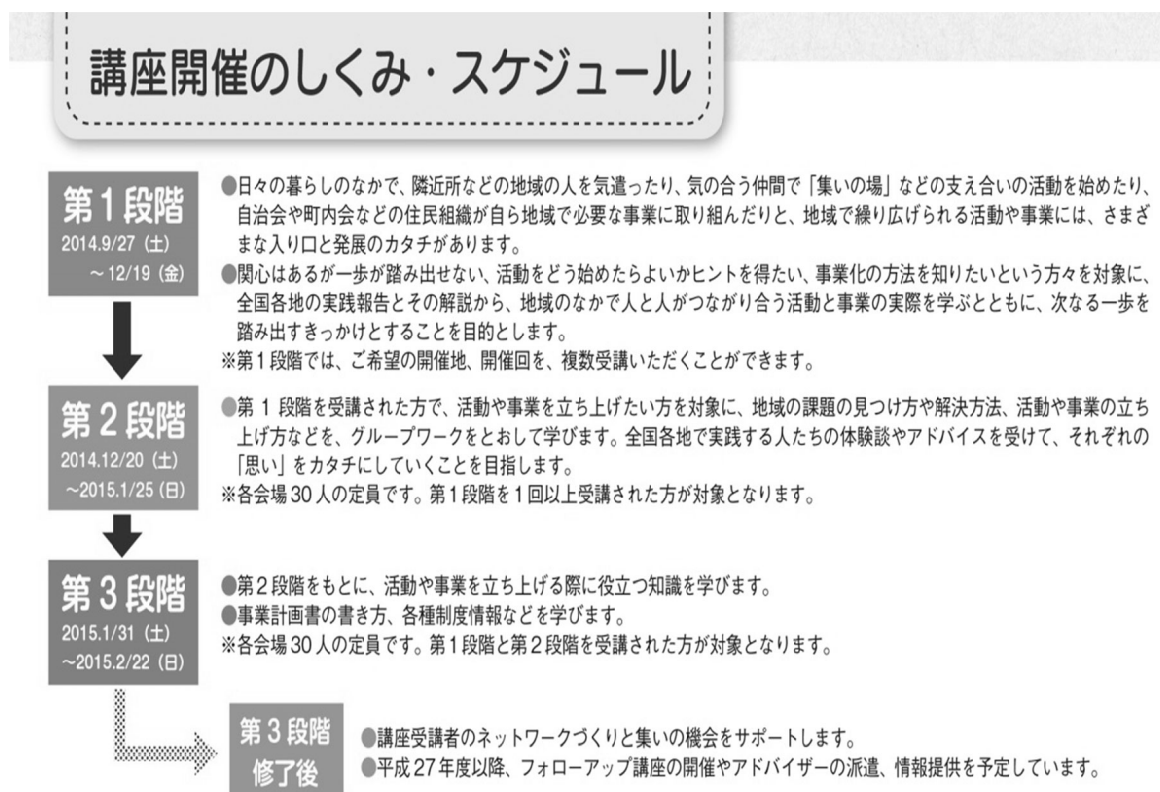 講座開催のしくみ・スケジュール
第1段階
2014.9/27（土）
～12/19（金）
●日々の暮らしのなかで、隣近所などの地域の人を気遣ったり、気の合う仲間で「集いの場」などの支え合いの活動を始めたり、
自治会や町内会などの住民組織が自ら地域で必要な事業に取り組んだりと、地域で繰り広げられる活動や事業には、さまざ
まな入り口と発展のカタチがあります。
●関心はあるが一歩が踏み出せない、活動をどう始めたらよいかヒントを得たい、事業化の方法を知りたいという方々を対象に、
全国各地の実践報告とその解説から、地域のなかで人と人がつながり合う活動と事業の実際を学ぶとともに、次なる一歩を
踏み出すきっかけとすることを目的とします。
※第1段階では、ご希望の開催地、開催回を、複数受講いただくことができます。
第2段階
2014.12/20（土）
～2015.1/25（日）
●第1段階を受講された方で、活動や事業を立ち上げたい方を対象に、地域の課題の見つけ方や解決方法、活動や事業の立ち
上げ方などを、グループワークをとおして学びます。全国各地で実践する人たちの体験談やアドバイスを受けて、それぞれの
「思い」をカタチにしていくことを目指します。
※各会場30人の定員です。第1段階を1回以上受講された方が対象となります。
第3段階
2015.1/31（土）
～2015.2/22（日）
●第2段階をもとに、活動や事業を立ち上げる際に役立つ知識を学びます。
●事業計画書の書き方、各種制度情報などを学びます。
※各会場30人の定員です。第1段階と第2段階を受講された方が対象となります。
第3段階
修了後
●講座受講者のネットワークづくりと集いの機会をサポートします。
●平成27年度以降、フォローアップ講座の開催やアドバイザーの派遣、情報提供を予定しています。